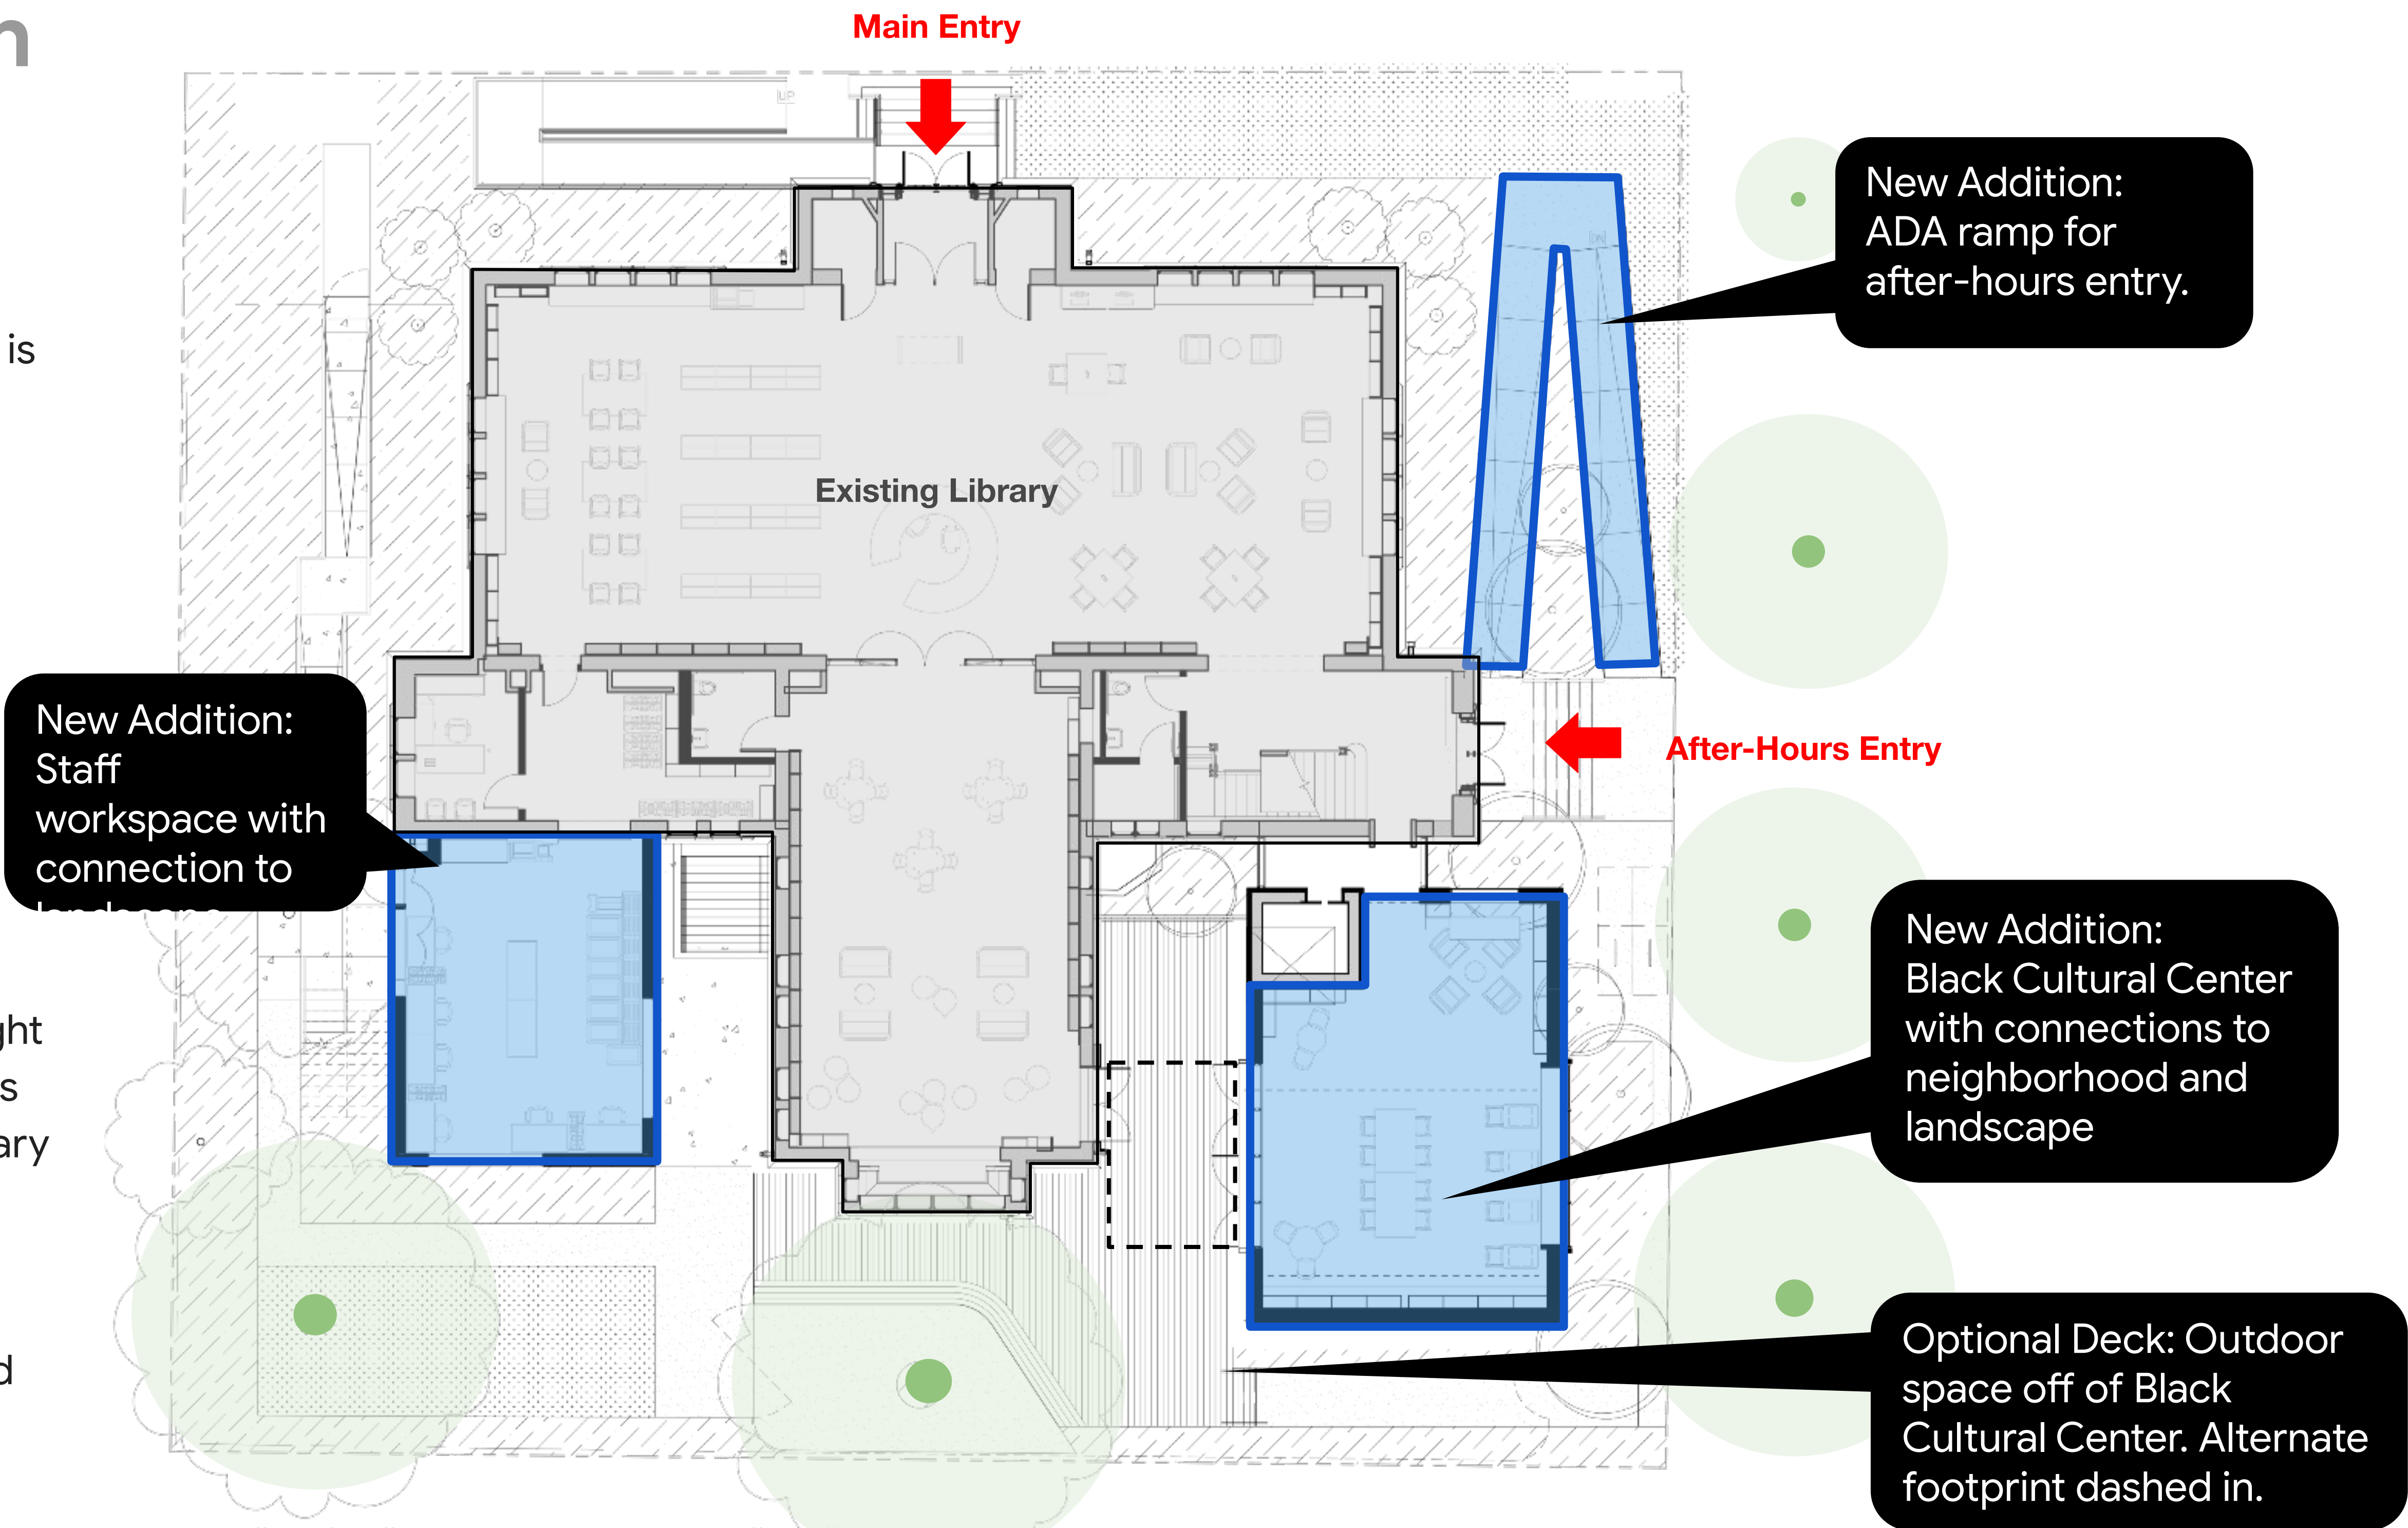 n
Main Entry
UP
New Addition:
ADA ramp for
after-hours entry.
DN
is
Existing Library
New Addition:
Staff
workspace with
connection to
landscape
After-Hours Entry
New Addition:
Black Cultural Center
with connections to
neighborhood and
landscape
ght
s
ary
d
Optional Deck: Outdoor
space off of Black
Cultural Center. Alternate
footprint dashed in.